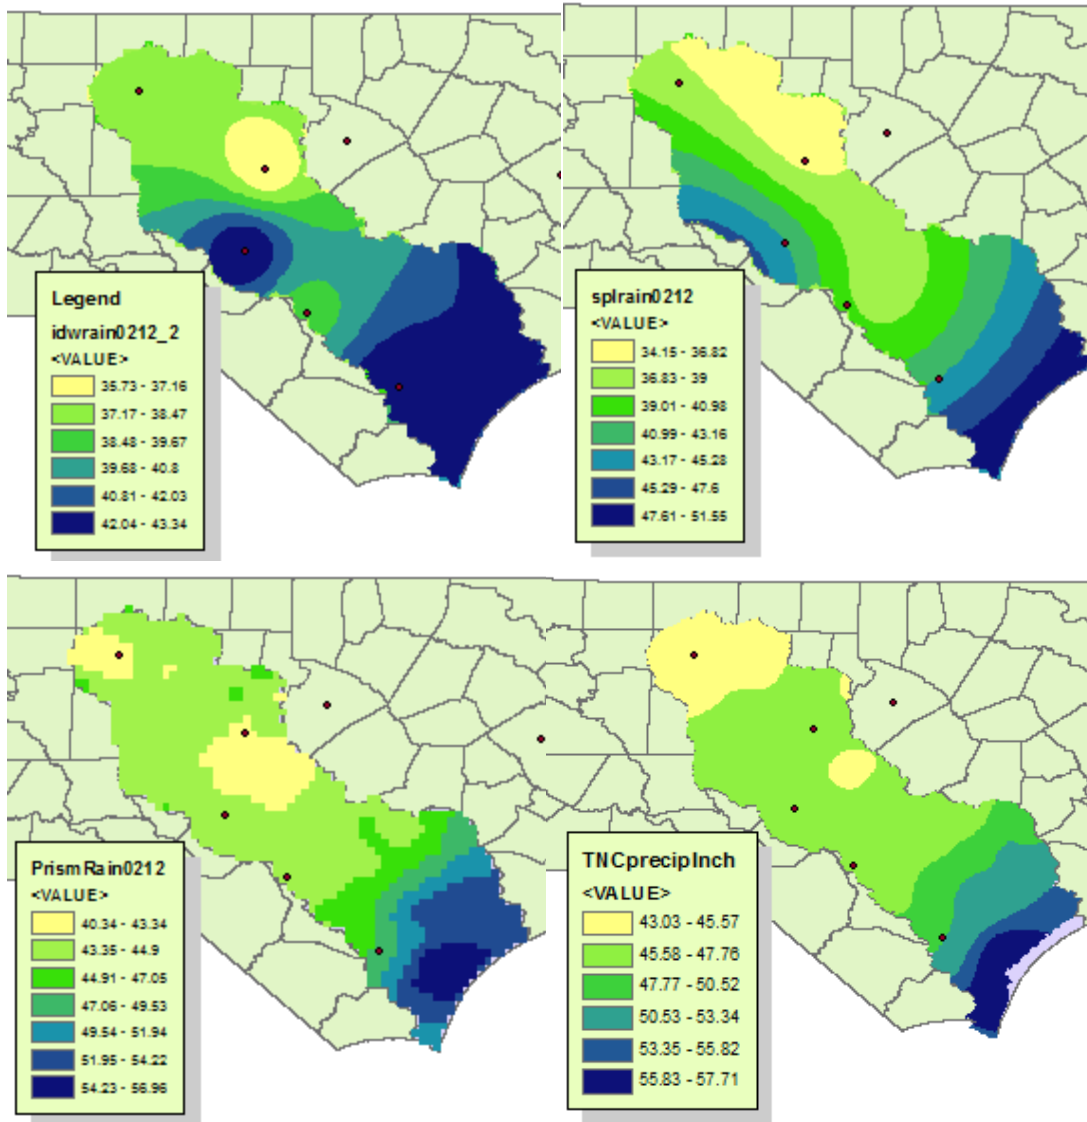 Legend
idwrain0212_2
<VALUE>
35.73 - 37.16
37.17 - 38.47
38.48 - 39.67
39.68 - 40.8
40.81 - 42.03
42.04 - 43.34
splrain0212
<VALUE>
34.15 - 36.82
36.83 - 39
39.01 - 40.98
40.99 - 43.16
43.17 - 45.28
45.29 - 47.6
47.61 - 51.55
PrismRain0212
<VALUE>
40.34 - 43.34
43.35 - 44.9
44.91 - 47.05
47.06 - 49.53
49.54 - 51.94
51.95 - 54.22
54.23 - 56.96
TNCprecipInch
<VALUE>
43.03 - 45.57
45.58 - 47.76
47.77 - 50.52
50.53 - 53.34
53.35 - 55.82
55.83 - 57.71